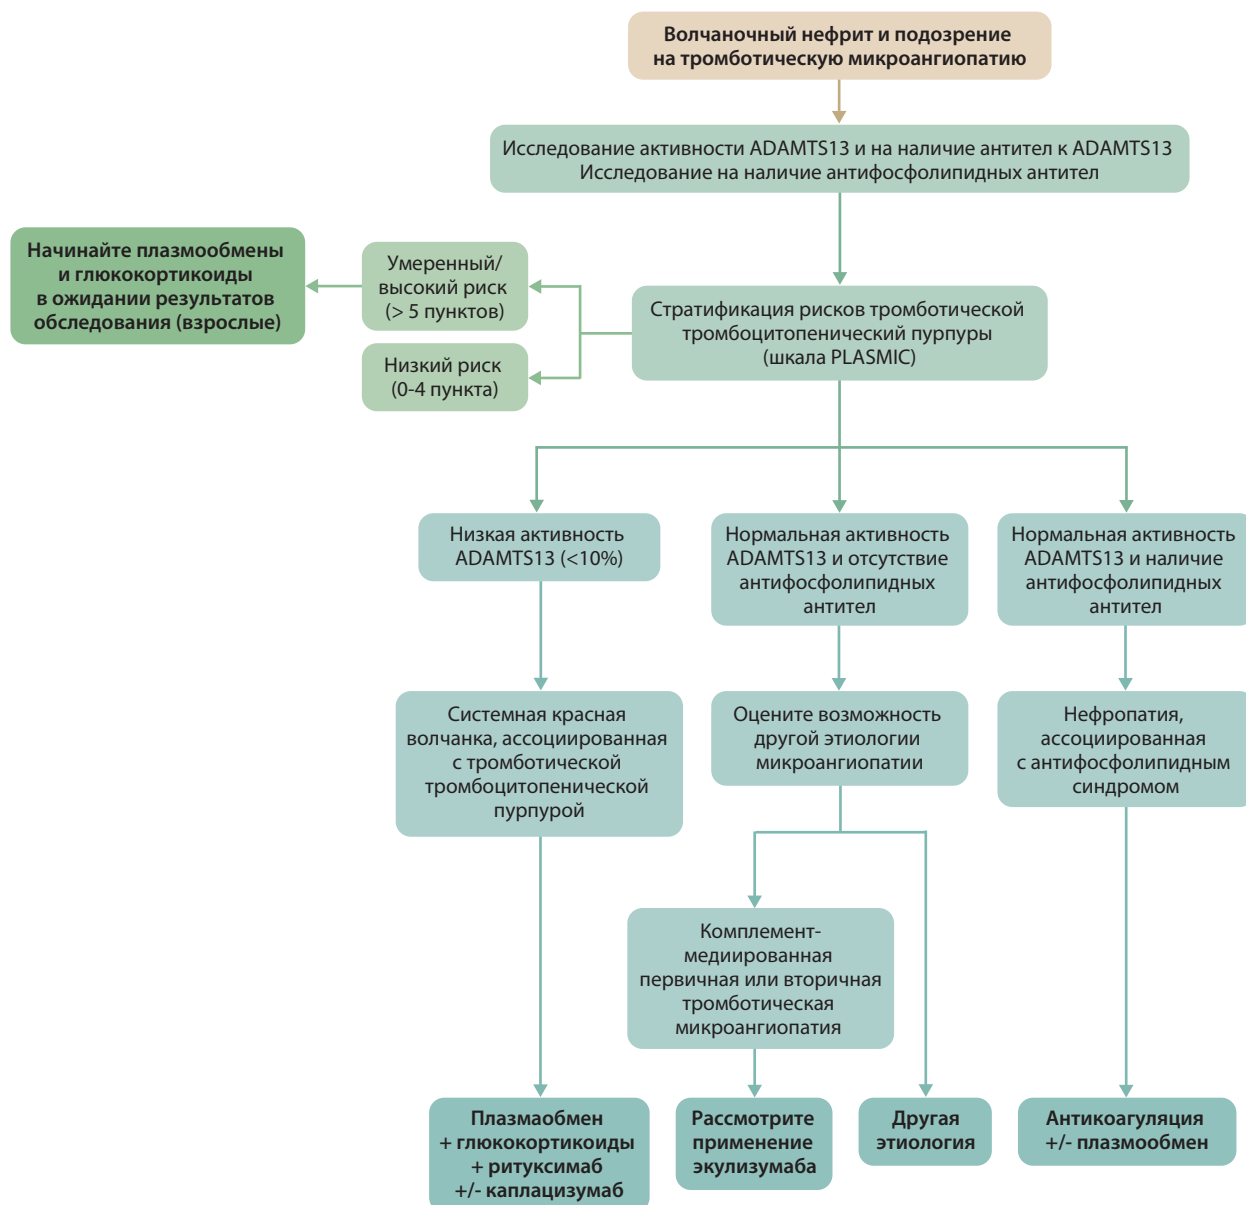 Волчаночный нефрит и подозрение
на тромботическую микроангиопатию
Исследование активности ADAMTS13 и на наличие антител к ADAMTS13
Исследование на наличие антифосфолипидных антител
Начинайте плазмообмены
и глюкокортикоиды
в ожидании результатов
обследования (взрослые)
Умеренный/
высокий риск
(> 5 пунктов)
Низкий риск
(0-4 пункта)
Стратификация рисков тромботической
тромбоцитопенический пурпуры
(шкала PLASMIC)
Низкая активность
ADAMTS13 (<10%)
Нормальная активность
ADAMTS13 и отсутствие
антифосфолипидных
антител
Нормальная активность
ADAMTS13 и наличие
антифосфолипидных
антител
Системная красная
волчанка, ассоциированная
с тромботической
тромбоцитопенической
пурпурой
Оцените возможность
другой этиологии
микроангиопатии
Нефропатия,
ассоциированная
с антифосфолипидным
синдромом
Комплемент-
медиированная
первичная или вторичная
тромботическая
микроангиопатия
Плазмаобмен
+ глюкокортикоиды
+ ритуксимаб
+/- каплацизумаб
Рассмотрите
применение
экулизумаба
Другая
этиология
Антикоагуляция
+/- плазмообмен